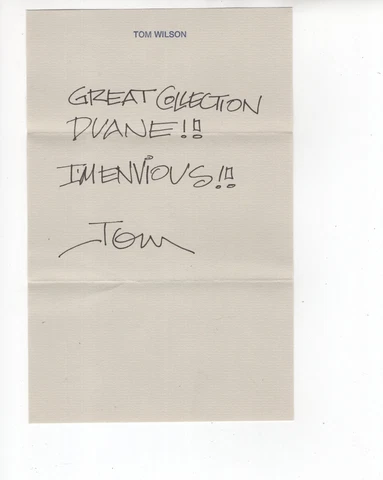 TOM WILSON
GREAT COLLECTION
DUANE!!
I'M ENVIOUS!!
TOM